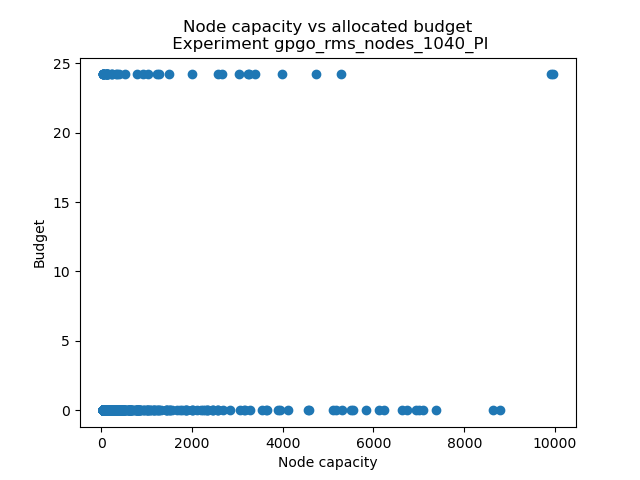 Node capacity vs allocated budget
Experiment gpgo_rms_nodes_1040_PI
25
20
15
10
5
0
Budget
0 2000 4000 6000 8000 10000
Node capacity